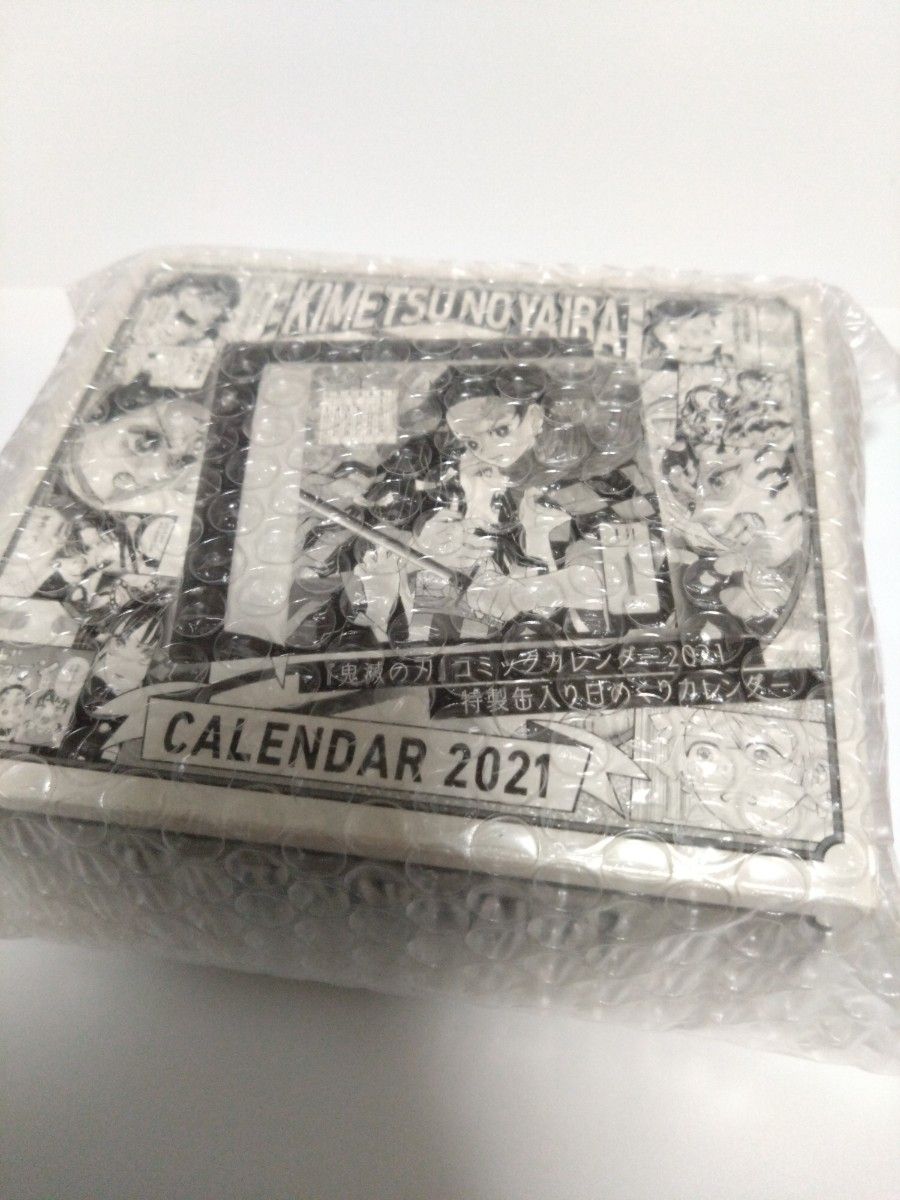 KIMETSU NO YAIBA
『鬼滅の刃』コミックカレンダー2021
特製缶入り日めくりカレンダー
CALENDAR 2021